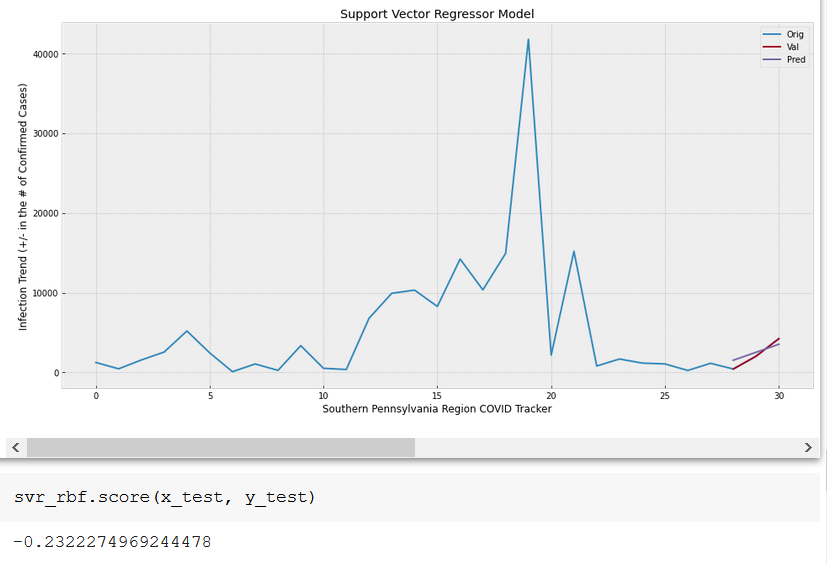 Support Vector Regressor Model
Orig
Val
Pred
Infection Trend (+/- in the # of Confirmed Cases)
40000
30000
20000
10000
0
0 5 10 15 20 25 30
Southern Pennsylvania Region COVID Tracker
svr_rbf.score(x_test, y_test)
-0.2322274969244478